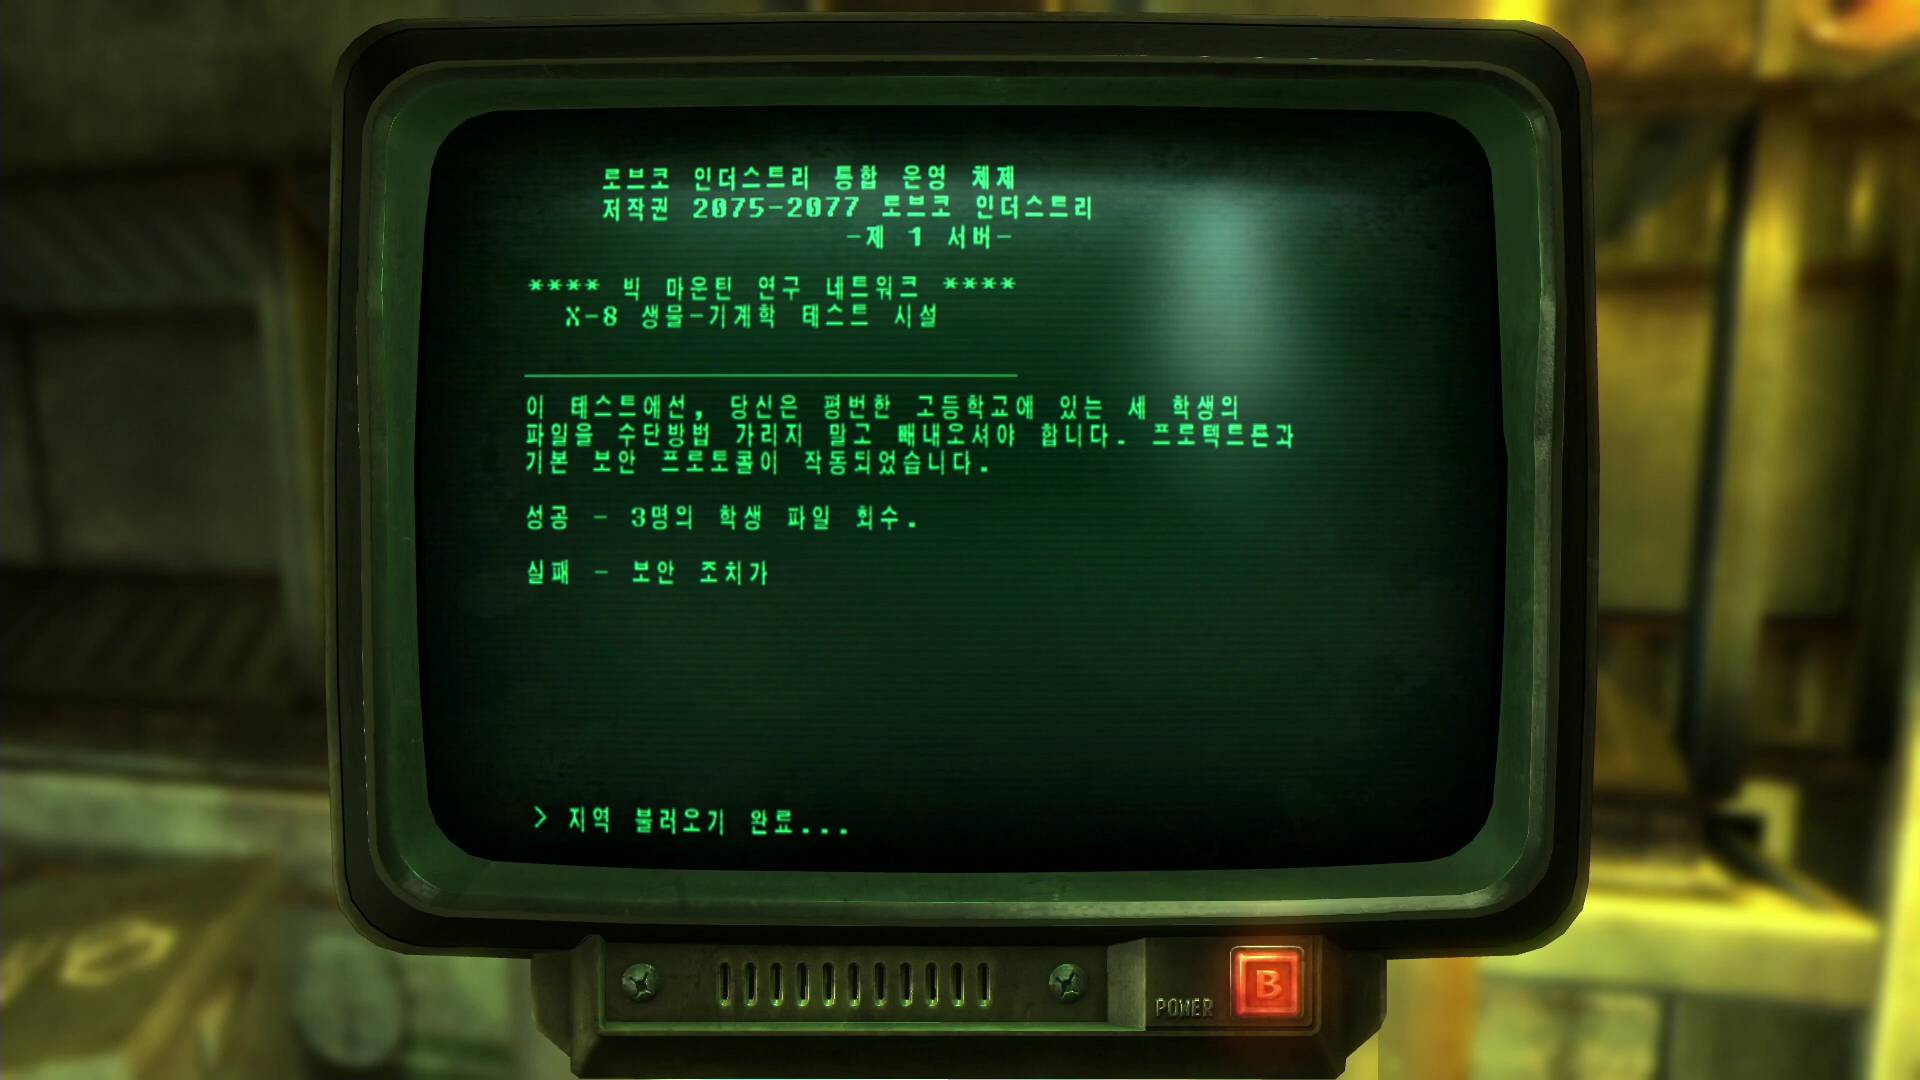 로브코 인더스트리 통합 운영 체제
저작권 2075-2077 로브코 인더스트리
-제 1 서버-
**** 빅 마운틴 연구 네트워크 ****
X-8 생물-기계학 테스트 시설
이 테스트에선, 당신은 평번한 고등학교에 있는 세 학생의
파일을 수단방법 가리지 말고 빼내오셔야 합니다. 프로텍트론과
기본 보안 프로토콜이 작동되었습니다.
성공 - 3명의 학생 파일 회수.
실패 - 보안 조치가
> 지역 불러오기 완료...
POWER
B